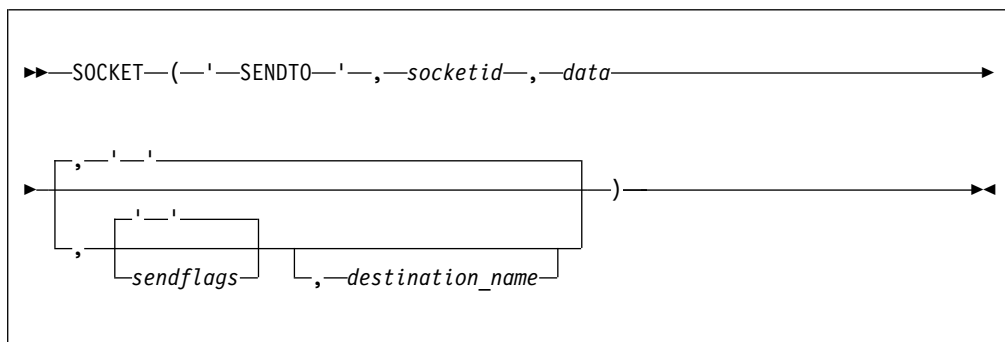 ►►—SOCKET—(—'—SENDTO—'—,—socketid—,—data—►
,—'—'
►—)—►◄
'—'
,
sendflags
,—destination_name